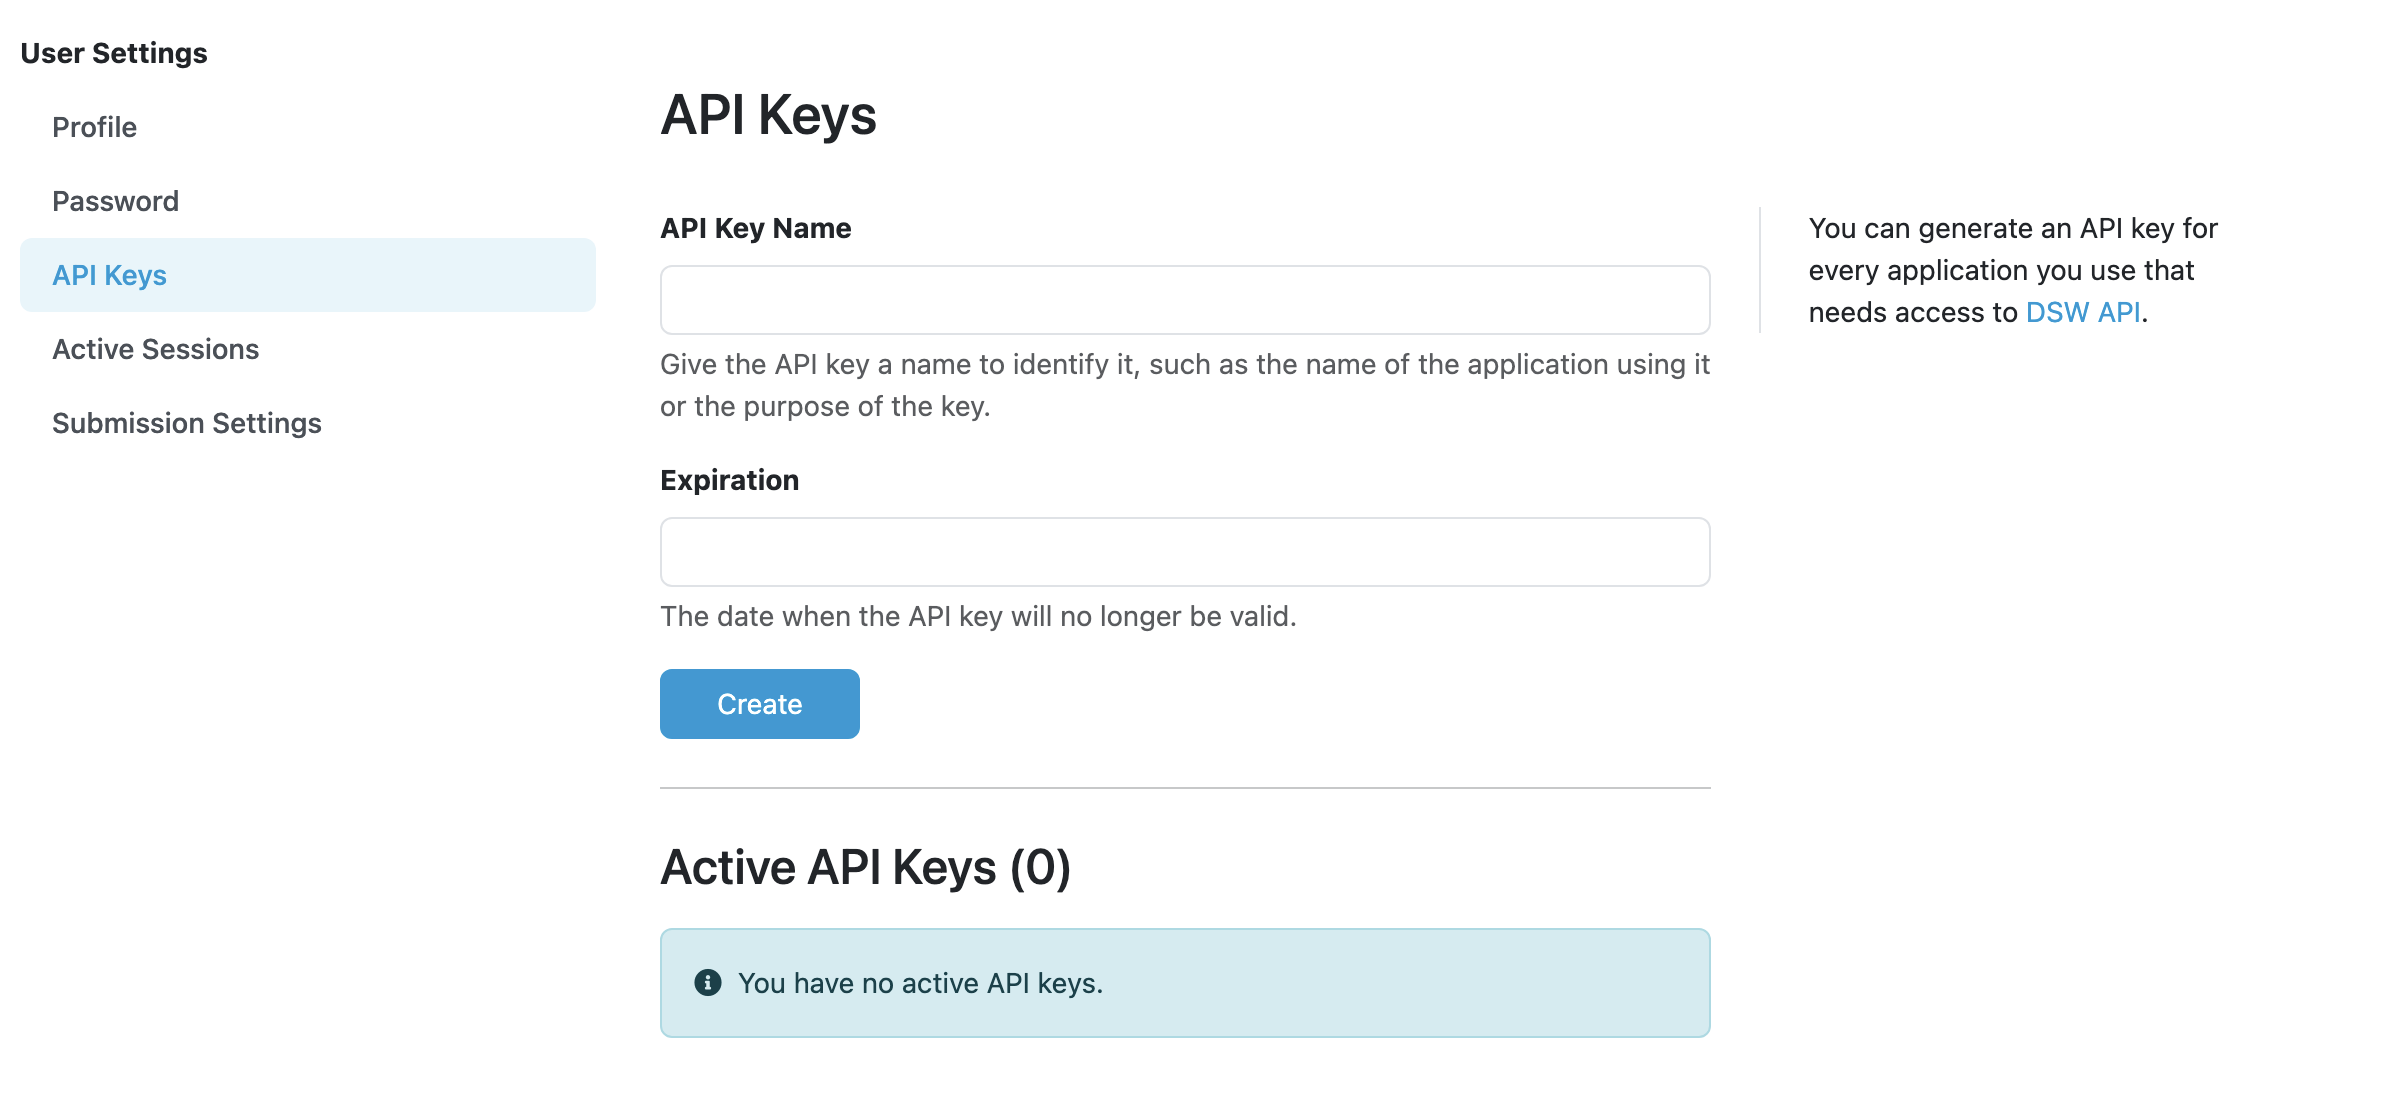 User Settings
Profile
Password
API Keys
Active Sessions
Submission Settings
API Keys
API Key Name
Give the API key a name to identify it, such as the name of the application using it
or the purpose of the key.
Expiration
The date when the API key will no longer be valid.
Create
Active API Keys (0)
You have no active API keys.
You can generate an API key for
every application you use that
needs access to DSW API.